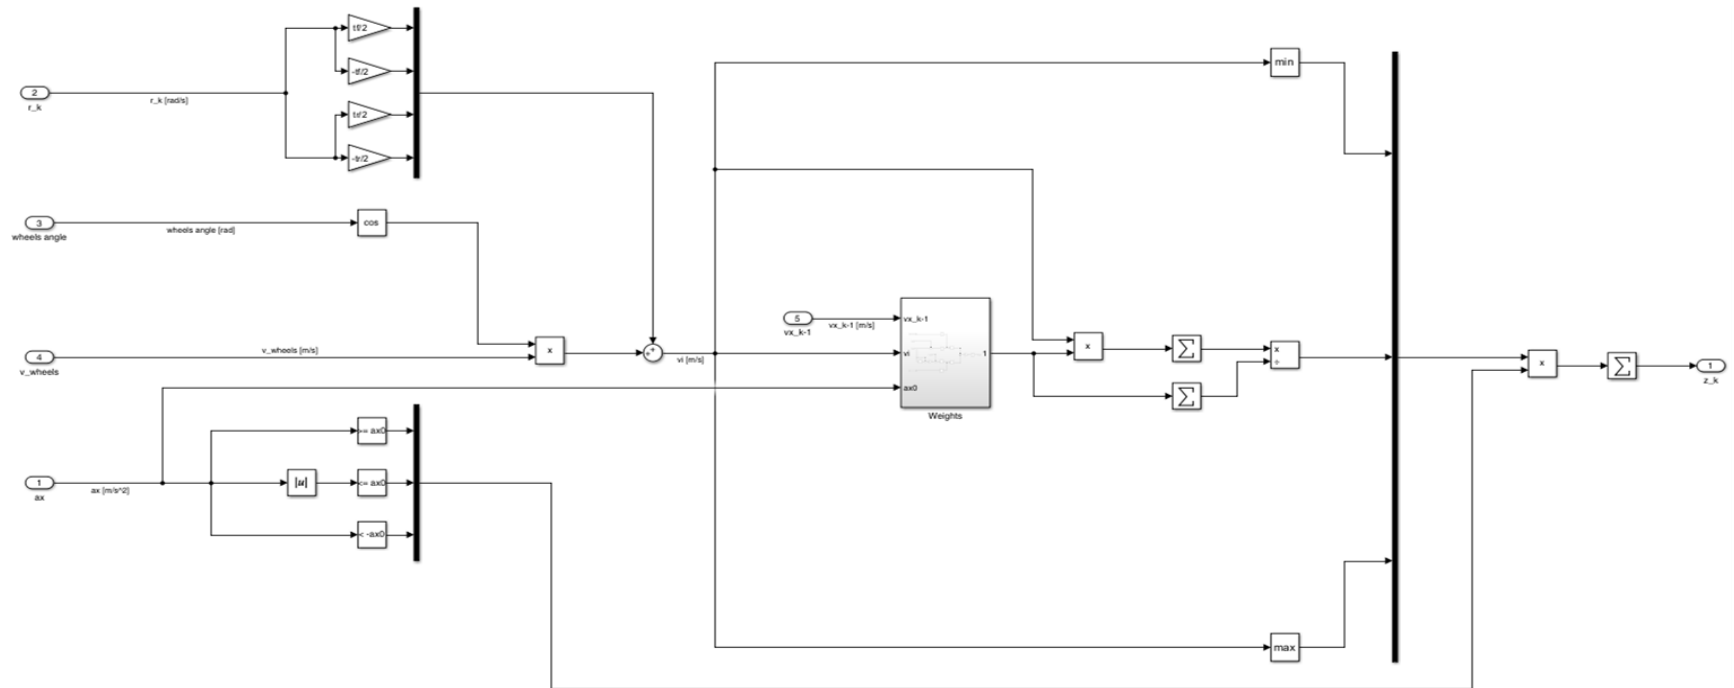 tf/2
-tf/2
2
r_k
r_k [rad/s]
tr/2
-tr/2
3
wheels angle
wheels angle [rad]
cos
4
v_wheels
v_wheels [m/s]
x
+
+
vi [m/s]
1
ax
ax [m/s^2]
|u|
>= ax0
<= ax0
< -ax0
5
vx_k-1
vx_k-1 [m/s]
vx_k-1
vi
ax0
1
Weights
min
x
∑
∑
x
÷
max
x
∑
1
z_k